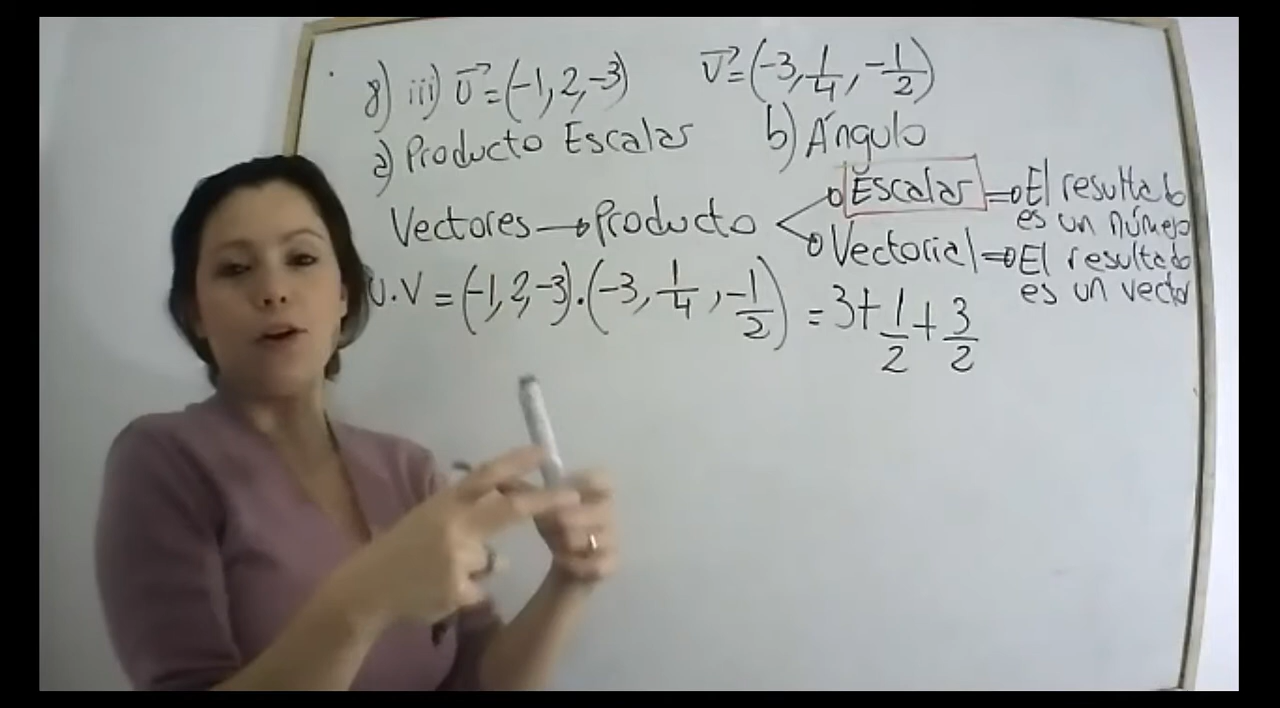 8) iii) U⃗=(-1,2,-3)   V⃗=(-3,1/4,-1/2)
a) Producto Escalar   b) Ángulo
Vectores → Producto
Escalar ⇒ El resultado
es un número
Vectorial ⇒ El resultado
es un vector
U.V = (-1,2,-3).(-3,1/4,-1/2) = 3+1/2+3/2